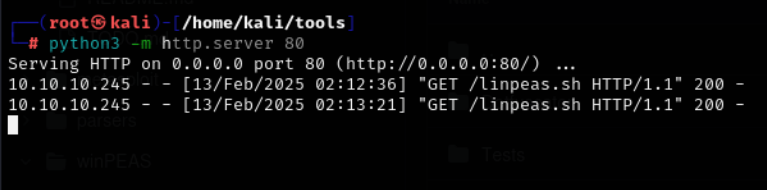 ┌──(root㉿kali)-[/home/kali/tools]
└─# python3 -m http.server 80
Serving HTTP on 0.0.0.0 port 80 (http://0.0.0.0:80/) ...
10.10.10.245 - - [13/Feb/2025 02:12:36] "GET /linpeas.sh HTTP/1.1" 200 -
10.10.10.245 - - [13/Feb/2025 02:13:21] "GET /linpeas.sh HTTP/1.1" 200 -
parsers
winPEAS
Tests